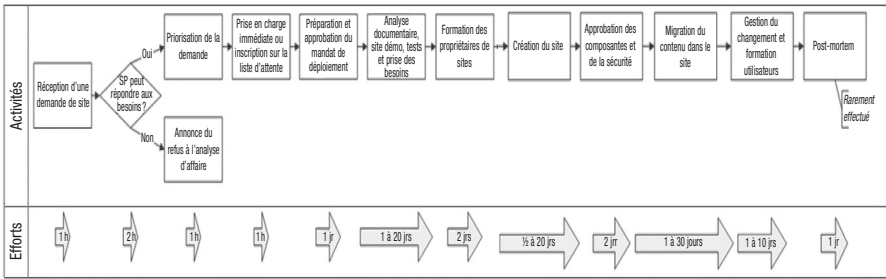 Activités
Réception d'une
demande de site
SP peut
répondre aux
besoins ?
Oui
Non
Priorisation de la
demande
Annonce du
refus à l'analyse
d'affaire
Prise en charge
immédiate ou
inscription sur la
liste d'attente
Préparation et
approbation du
mandat de
déploiement
Analyse
documentaire,
site démo, tests
et prise des
besoins
Formation des
propriétaires de
sites
Création du site
Approbation des
composantes et
de la sécurité
Migration du
contenu dans le
site
Gestion du
changement et
formation
utilisateurs
Post-mortem
Rarement
effectué
Efforts
1 h
2 h
1 h
1 h
1 jr
1 à 20 jrs
2 jrs
½ à 20 jrs
2 jrr
1 à 30 jours
1 à 10 jrs
1 jr